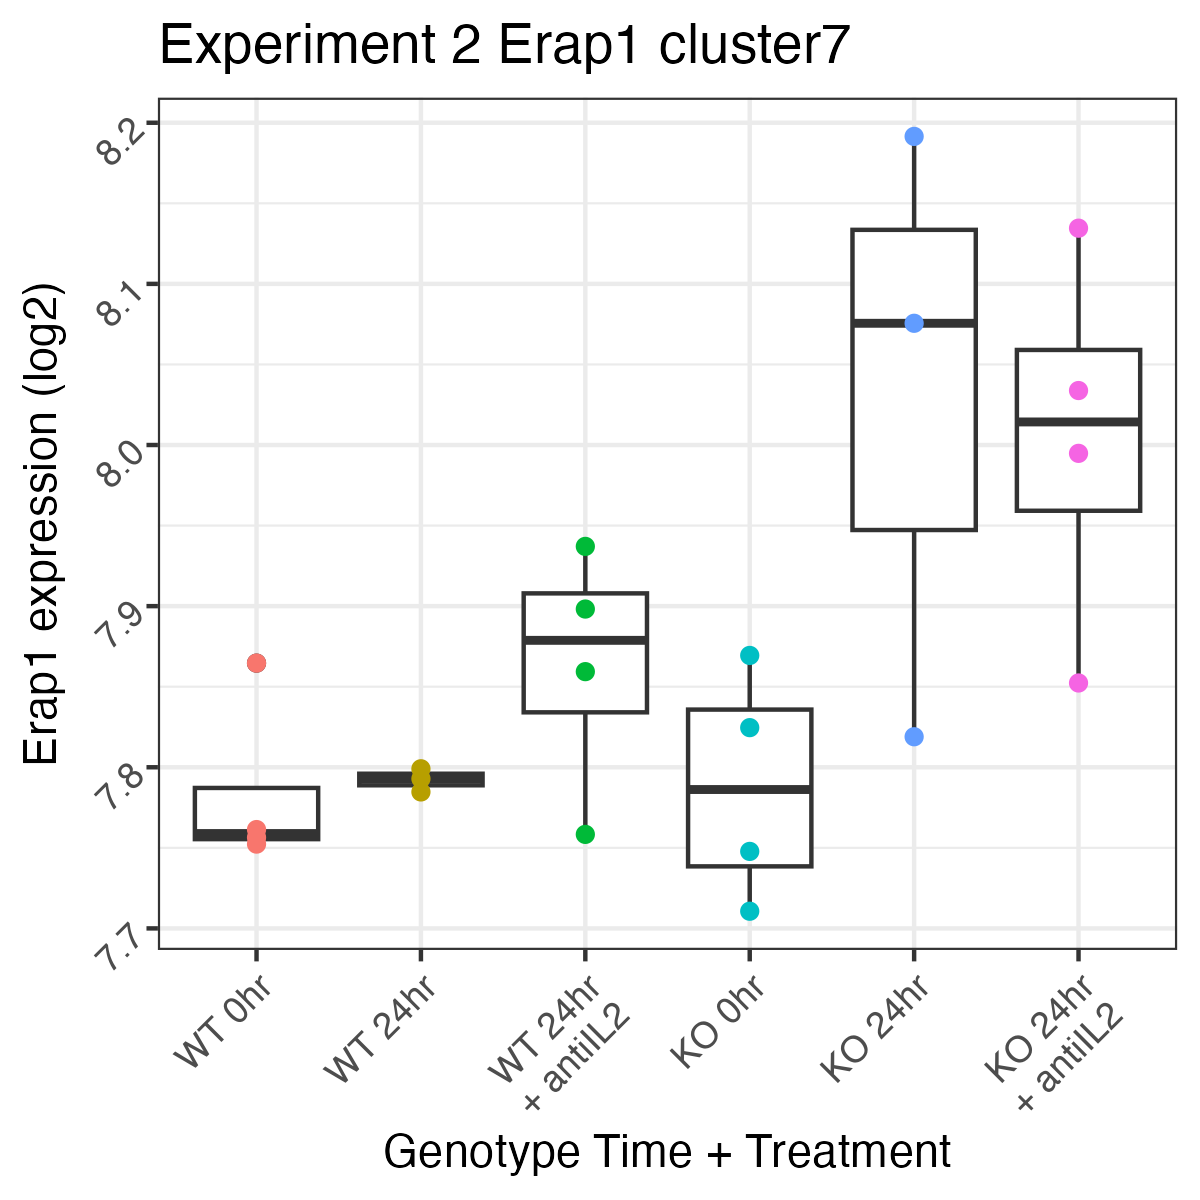 Experiment 2 Erap1 cluster7
Erap1 expression (log2)
8.2
8.1
8.0
7.9
7.8
7.7
WT 0hr
WT 24hr
WT 24hr
+ antiIL2
KO 0hr
KO 24hr
KO 24hr
+ antiIL2
Genotype Time + Treatment